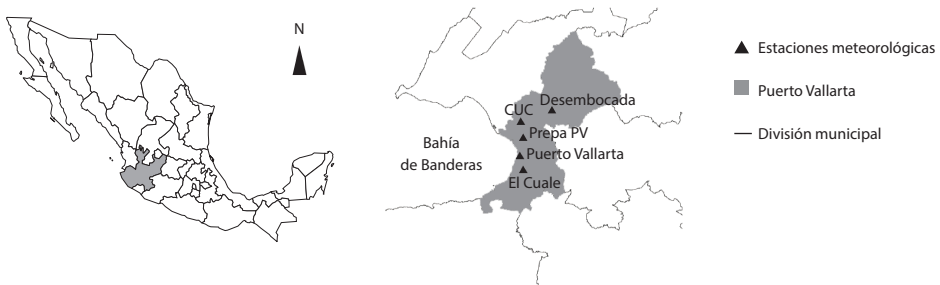 N
Desembocada
CUC
Prepa PV
Bahía
de Banderas
Puerto Vallarta
El Cuale
Estaciones meteorológicas
Puerto Vallarta
División municipal